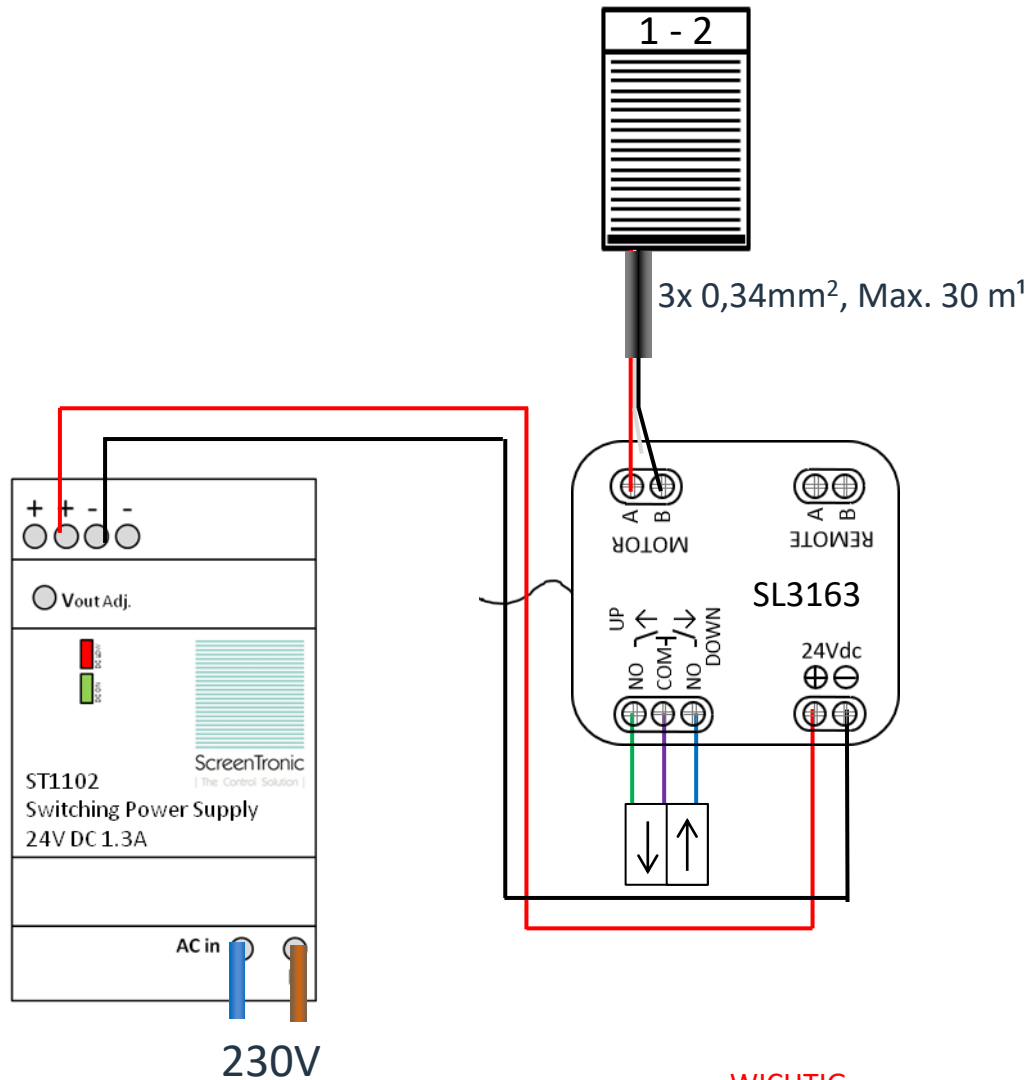 1 - 2
3x 0,34mm², Max. 30 m¹
+ + - -
Vout Adj.
ScreenTronic
| The Control Solution |
ST1102
Switching Power Supply
24V DC 1.3A
AC in
230V
A B
MOTOR
A B
REMOTE
SL3163
UP
DOWN
NO
COM
NO
24Vdc
+ -